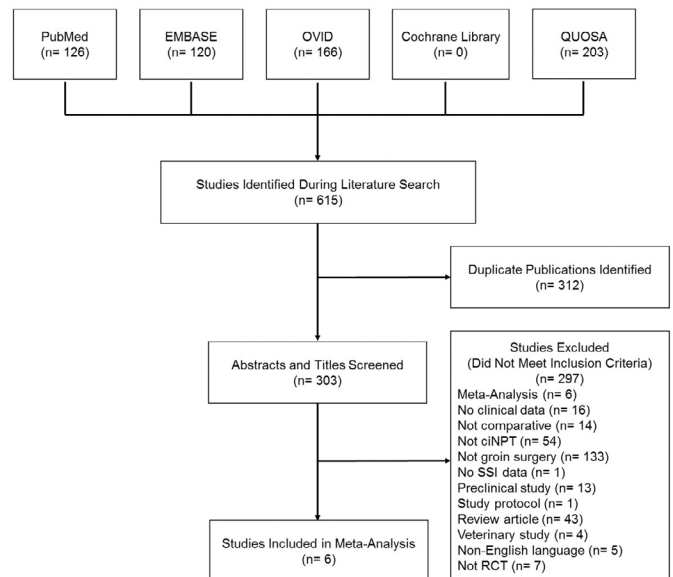 PubMed
(n= 126)
EMBASE
(n= 120)
OVID
(n= 166)
Cochrane Library
(n= 0)
QUOSA
(n= 203)
Studies Identified During Literature Search
(n= 615)
Duplicate Publications Identified
(n= 312)
Abstracts and Titles Screened
(n= 303)
Studies Excluded
(Did Not Meet Inclusion Criteria)
(n= 297)
Meta-Analysis (n= 6)
No clinical data (n= 16)
Not comparative (n= 14)
Not ciNPT (n= 54)
Not groin surgery (n= 133)
No SSI data (n= 1)
Preclinical study (n= 13)
Study protocol (n= 1)
Review article (n= 43)
Veterinary study (n= 4)
Non-English language (n= 5)
Not RCT (n= 7)
Studies Included in Meta-Analysis
(n= 6)